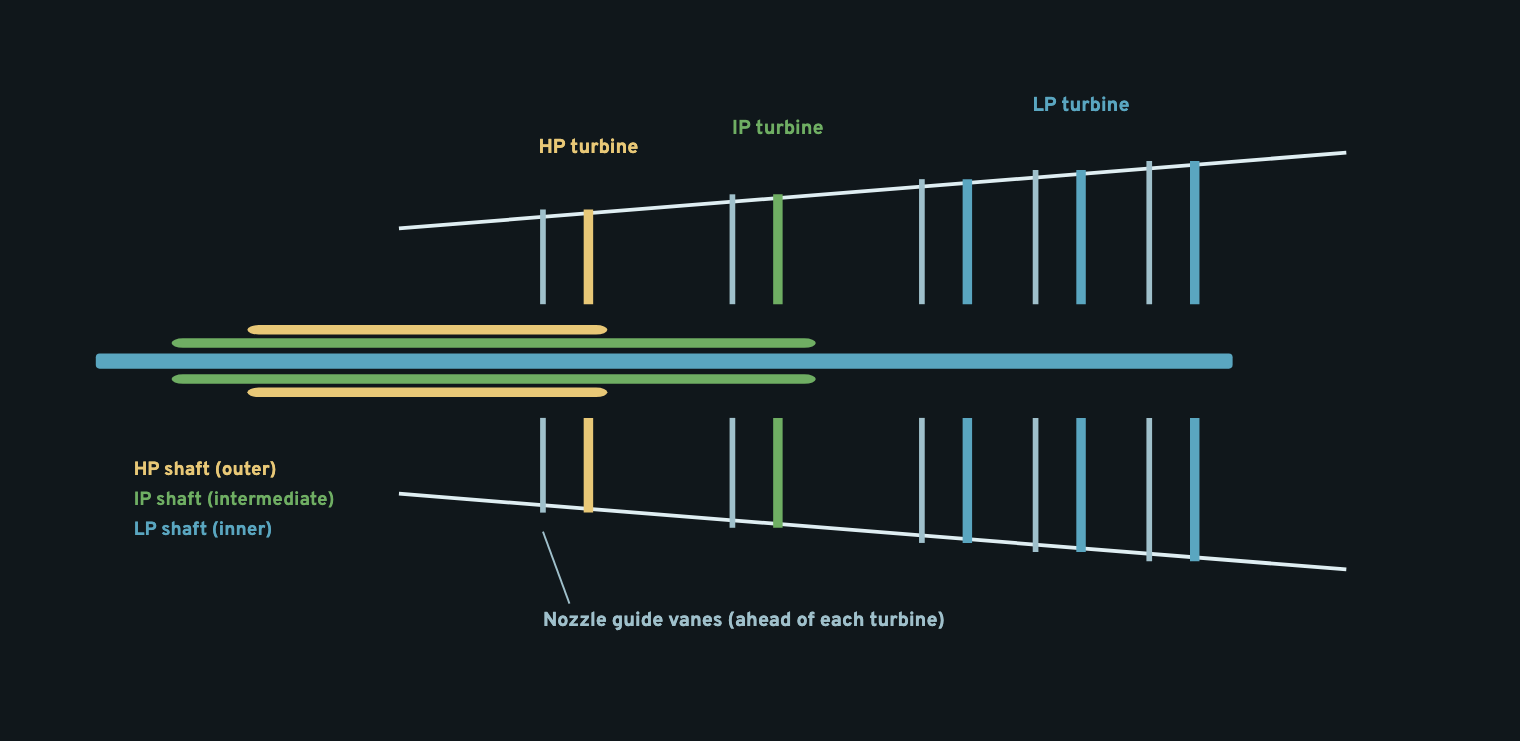 LP turbine
IP turbine
HP turbine
HP shaft (outer)
IP shaft (intermediate)
LP shaft (inner)
Nozzle guide vanes (ahead of each turbine)